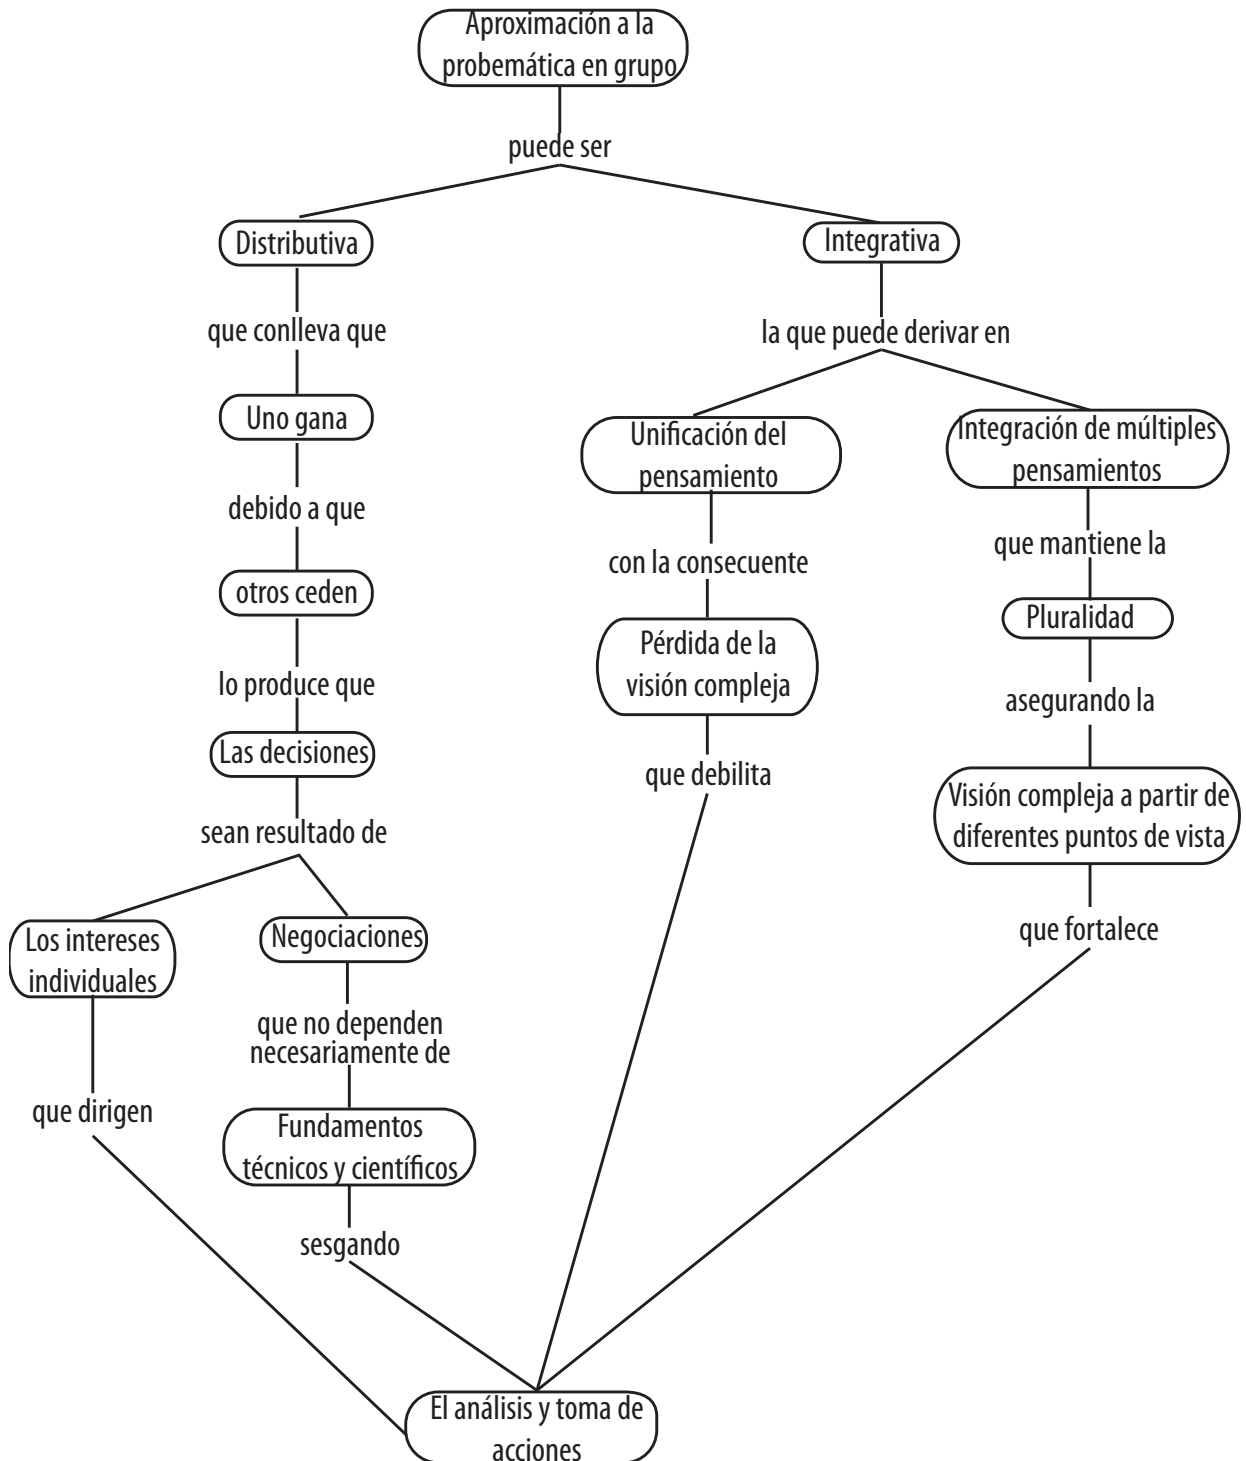 Aproximación a la
probemática en grupo
puede ser
Distributiva
Integrativa
que conlleva que
la que puede derivar en
Uno gana
Unificación del
pensamiento
Integración de múltiples
pensamientos
debido a que
con la consecuente
que mantiene la
otros ceden
Pérdida de la
visión compleja
Pluralidad
lo produce que
asegurando la
Las decisiones
que debilita
Visión compleja a partir de
diferentes puntos de vista
sean resultado de
Los intereses
individuales
Negociaciones
que fortalece
que no dependen
necesariamente de
que dirigen
Fundamentos
técnicos y científicos
sesgando
El análisis y toma de
acciones